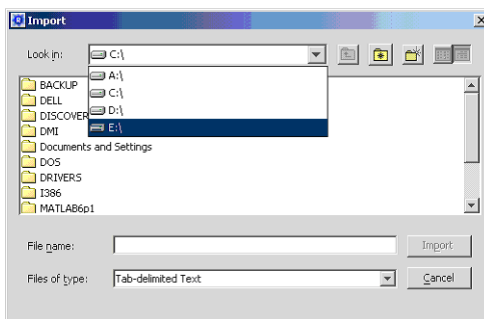 Import
Look in: C:\
A:\
C:\
D:\
E:\
BACKUP
DELL
DISCOVER
DMI
Documents and Settings
DOS
DRIVERS
I386
MATLAB6p1
File name: Import
Files of type: Tab-delimited Text Cancel